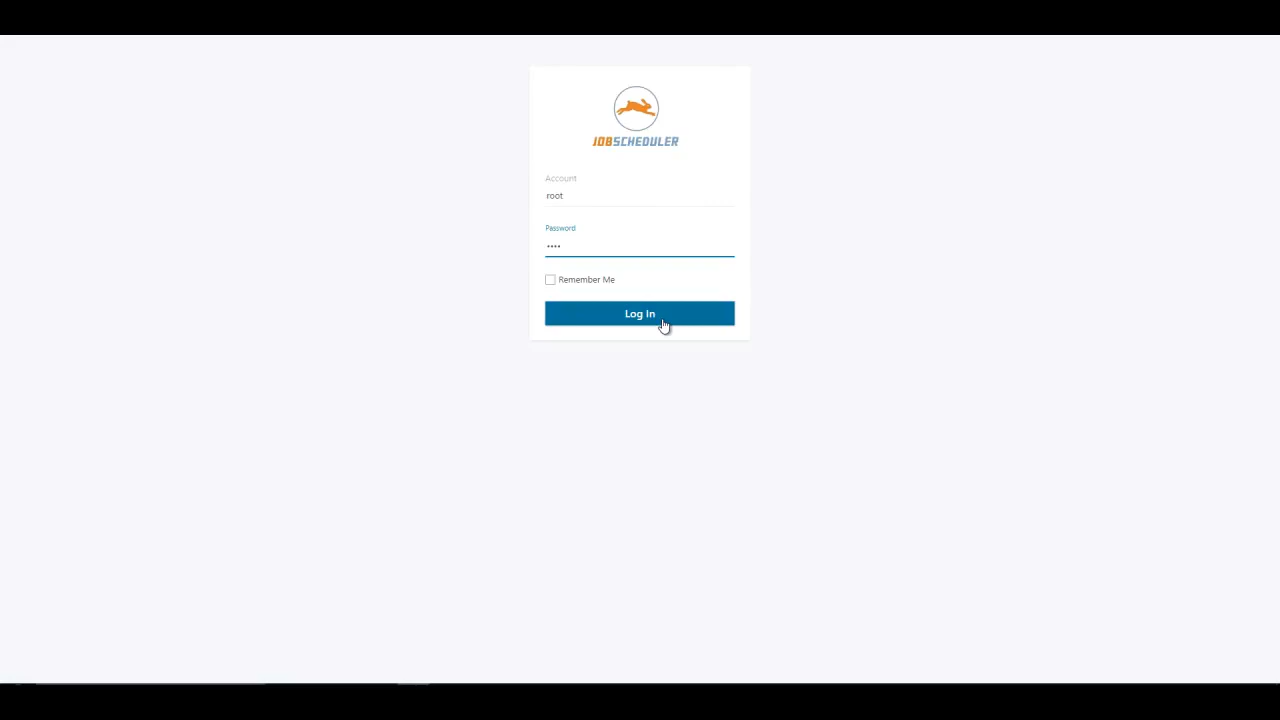 JOBSCHEDULER
Account
root
Password
••••
Remember Me
Log In